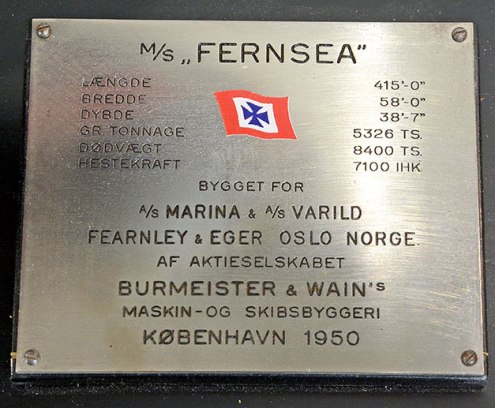 M/S „FERNSEA”
LÆNGDE 415'-0"
BREDDE 58'-0"
DYBDE 38'-7"
GR TONNAGE 5326 TS.
DØDVÆGT 8400 TS.
HESTEKRAFT 7100 IHK
BYGGET FOR
A/S MARINA & A/S VARILD
FEARNLEY & EGER OSLO NORGE.
AF AKTIESELSKABET
BURMEISTER & WAIN'S
MASKIN-OG SKIBSBYGGERI
KØBENHAVN 1950